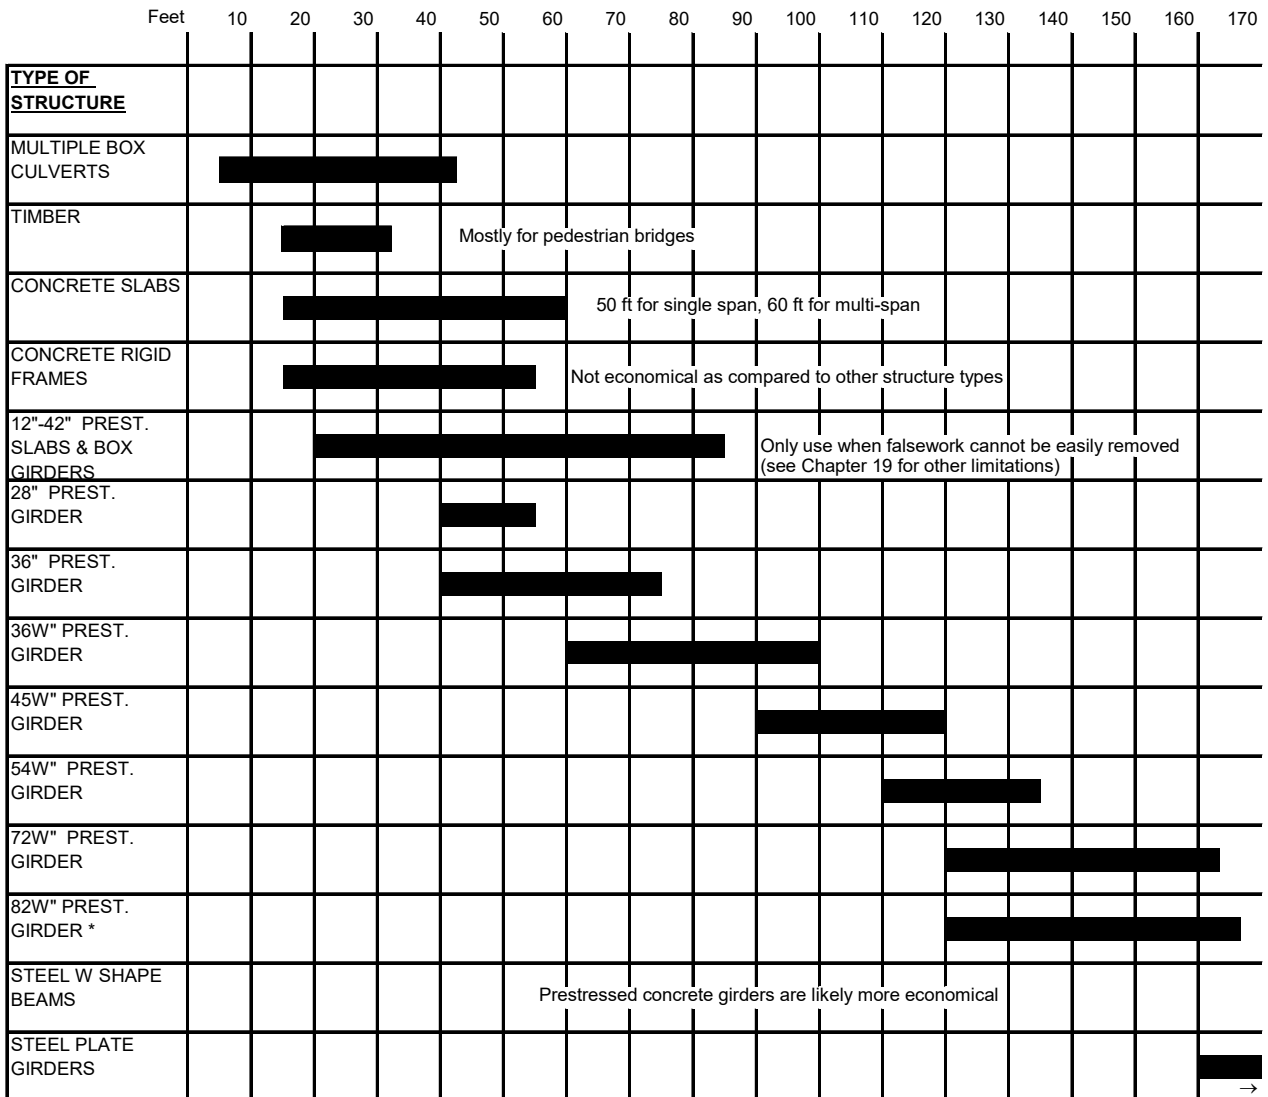 Feet 10 20 30 40 50 60 70 80 90 100 110 120 130 140 150 160 170
TYPE OF
STRUCTURE
MULTIPLE BOX
CULVERTS
TIMBER
Mostly for pedestrian bridges
CONCRETE SLABS
50 ft for single span, 60 ft for multi-span
CONCRETE RIGID
FRAMES
Not economical as compared to other structure types
12"-42" PREST.
SLABS & BOX
GIRDERS
Only use when falsework cannot be easily removed
(see Chapter 19 for other limitations)
28" PREST.
GIRDER
36" PREST.
GIRDER
36W" PREST.
GIRDER
45W" PREST.
GIRDER
54W" PREST.
GIRDER
72W" PREST.
GIRDER
82W" PREST.
GIRDER *
STEEL W SHAPE
BEAMS
Prestressed concrete girders are likely more economical
STEEL PLATE
GIRDERS
→